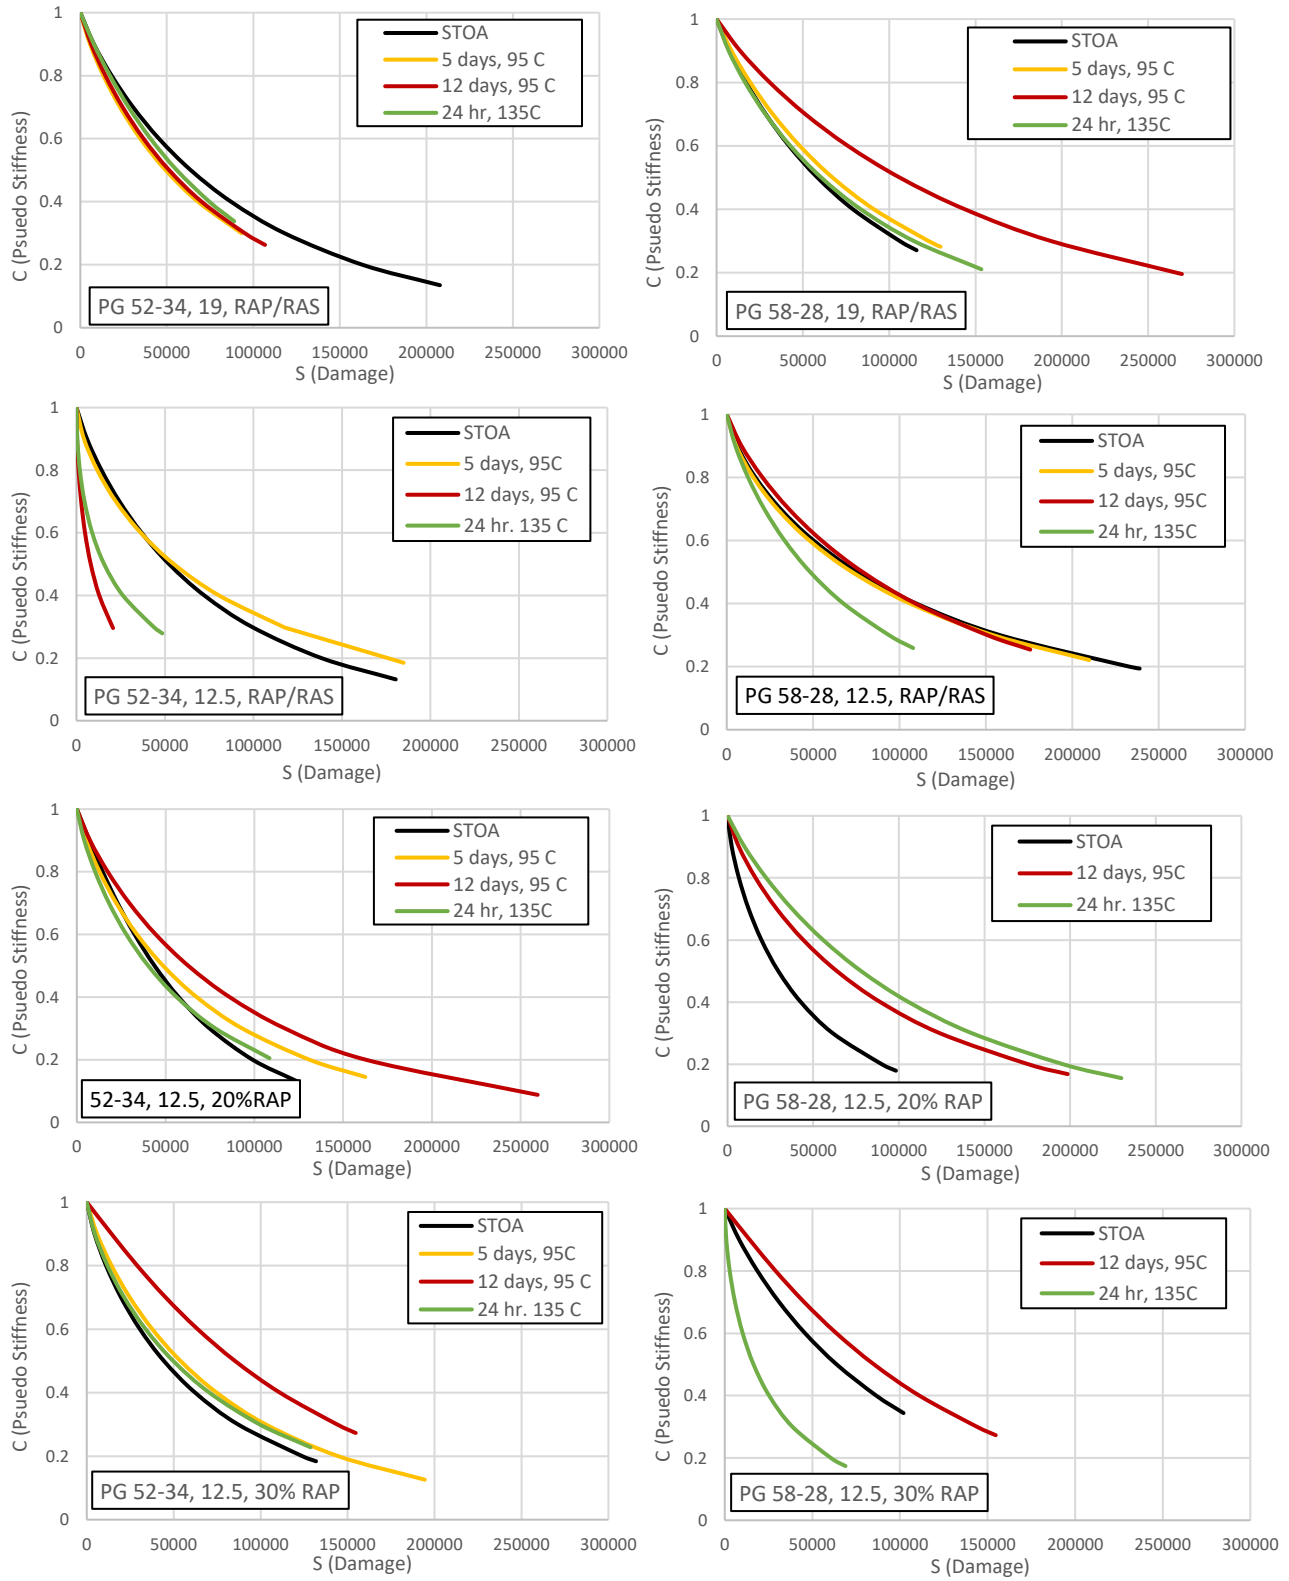 1
0.8
0.6
0.4
0.2
0
C (Psuedo Stiffness)
STOA
5 days, 95 C
12 days, 95 C
24 hr, 135C
PG 52-34, 19, RAP/RAS
0 50000 100000 150000 200000 250000 300000
S (Damage)
1
0.8
0.6
0.4
0.2
0
C (Psuedo Stiffness)
STOA
5 days, 95 C
12 days, 95 C
24 hr, 135C
PG 58-28, 19, RAP/RAS
0 50000 100000 150000 200000 250000 300000
S (Damage)
1
0.8
0.6
0.4
0.2
0
C (Psuedo Stiffness)
STOA
5 days, 95C
12 days, 95 C
24 hr. 135 C
PG 52-34, 12.5, RAP/RAS
0 50000 100000 150000 200000 250000 300000
S (Damage)
1
0.8
0.6
0.4
0.2
0
C (Psuedo Stiffness)
STOA
5 days, 95C
12 days, 95 C
24 hr, 135C
PG 58-28, 12.5, RAP/RAS
0 50000 100000 150000 200000 250000 300000
S (Damage)
1
0.8
0.6
0.4
0.2
0
C (Psuedo Stiffness)
STOA
5 days, 95 C
12 days, 95 C
24 hr, 135C
52-34, 12.5, 20%RAP
0 50000 100000 150000 200000 250000 300000
S (Damage)
1
0.8
0.6
0.4
0.2
0
C (Psuedo Stiffness)
STOA
12 days, 95C
24 hr. 135C
PG 58-28, 12.5, 20% RAP
0 50000 100000 150000 200000 250000 300000
S (Damage)
1
0.8
0.6
0.4
0.2
0
C (Psuedo Stiffness)
STOA
5 days, 95C
12 days, 95 C
24 hr. 135 C
PG 52-34, 12.5, 30% RAP
0 50000 100000 150000 200000 250000 300000
S (Damage)
1
0.8
0.6
0.4
0.2
0
C (Psuedo Stiffness)
STOA
12 days, 95C
24 hr, 135C
PG 58-28, 12.5, 30% RAP
0 50000 100000 150000 200000 250000 300000
S (Damage)